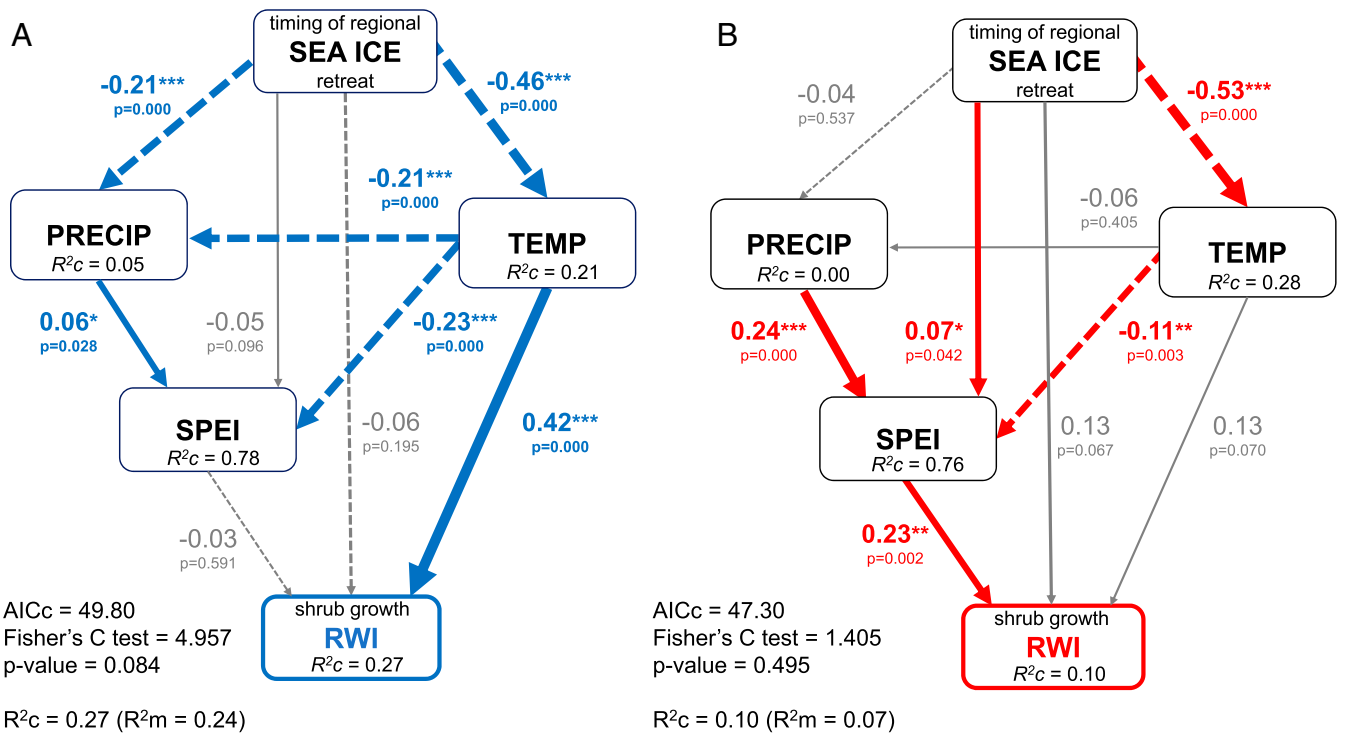 A
timing of regional
SEA ICE
retreat
-0.21***
p=0.000
-0.46***
p=0.000
-0.21***
p=0.000
PRECIP
R²c = 0.05
TEMP
R²c = 0.21
0.06*
p=0.028
-0.05
p=0.096
-0.23***
p=0.000
SPEI
R²c = 0.78
-0.06
p=0.195
0.42***
p=0.000
-0.03
p=0.591
shrub growth
RWI
R²c = 0.27
AICc = 49.80
Fisher's C test = 4.957
p-value = 0.084
R²c = 0.27 (R²m = 0.24)
B
timing of regional
SEA ICE
retreat
-0.04
p=0.537
-0.53***
p=0.000
-0.06
p=0.405
PRECIP
R²c = 0.00
TEMP
R²c = 0.28
0.24***
p=0.000
0.07*
p=0.042
-0.11**
p=0.003
SPEI
R²c = 0.76
0.13
p=0.067
0.13
p=0.070
0.23**
p=0.002
shrub growth
RWI
R²c = 0.10
AICc = 47.30
Fisher's C test = 1.405
p-value = 0.495
R²c = 0.10 (R²m = 0.07)